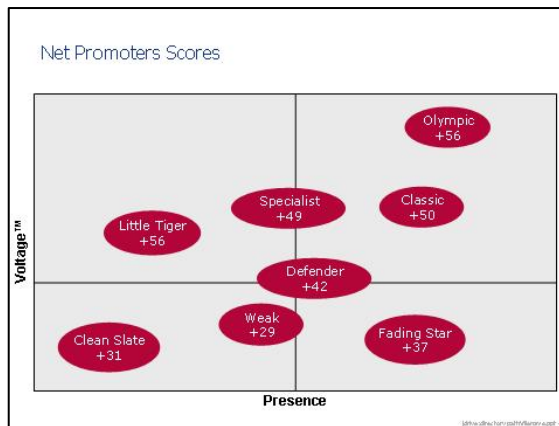 Net Promoters Scores
Olympic
+56
Specialist
+49
Classic
+50
Little Tiger
+56
Defender
+42
Weak
+29
Clean Slate
+31
Fading Star
+37
Voltage™
Presence